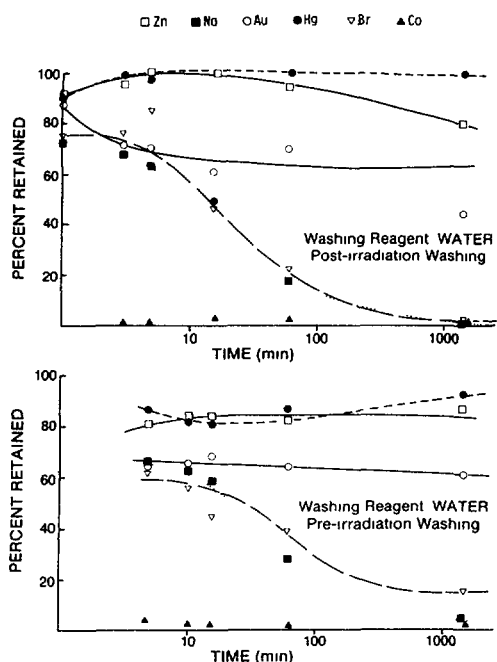 □ Zn ■ Na ○ Au ● Hg ▽ Br ▲ Co
100
80
60
40
20
PERCENT RETAINED
Washing Reagent WATER
Post-irradiation Washing
10 100 1000
TIME (min)
100
80
60
40
20
PERCENT RETAINED
Washing Reagent WATER
Pre-irradiation Washing
10 100 1000
TIME (min)